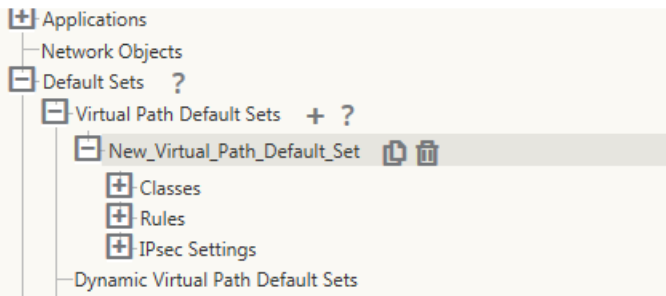 Applications
Network Objects
Default Sets ?
Virtual Path Default Sets + ?
New_Virtual_Path_Default_Set
Classes
Rules
IPsec Settings
Dynamic Virtual Path Default Sets